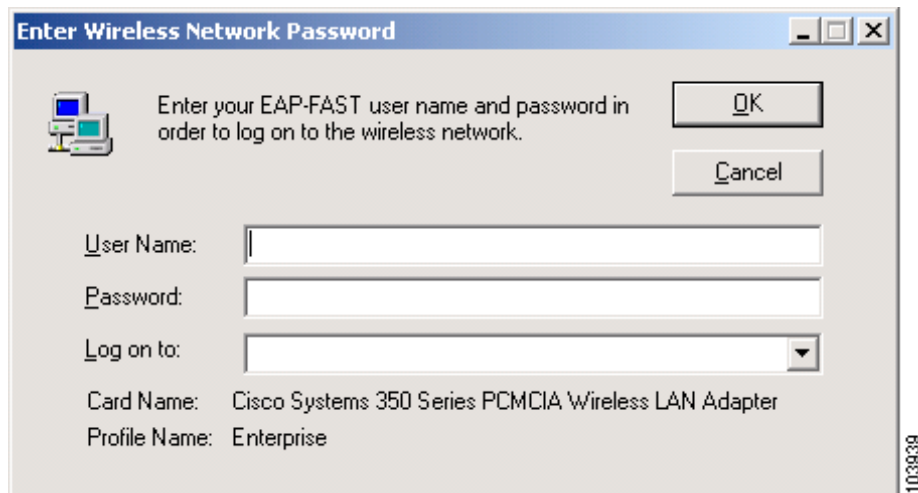 Enter Wireless Network Password
Enter your EAP-FAST user name and password in
order to log on to the wireless network.
OK
Cancel
User Name:
Password:
Log on to:
Card Name: Cisco Systems 350 Series PCMCIA Wireless LAN Adapter
Profile Name: Enterprise
103939